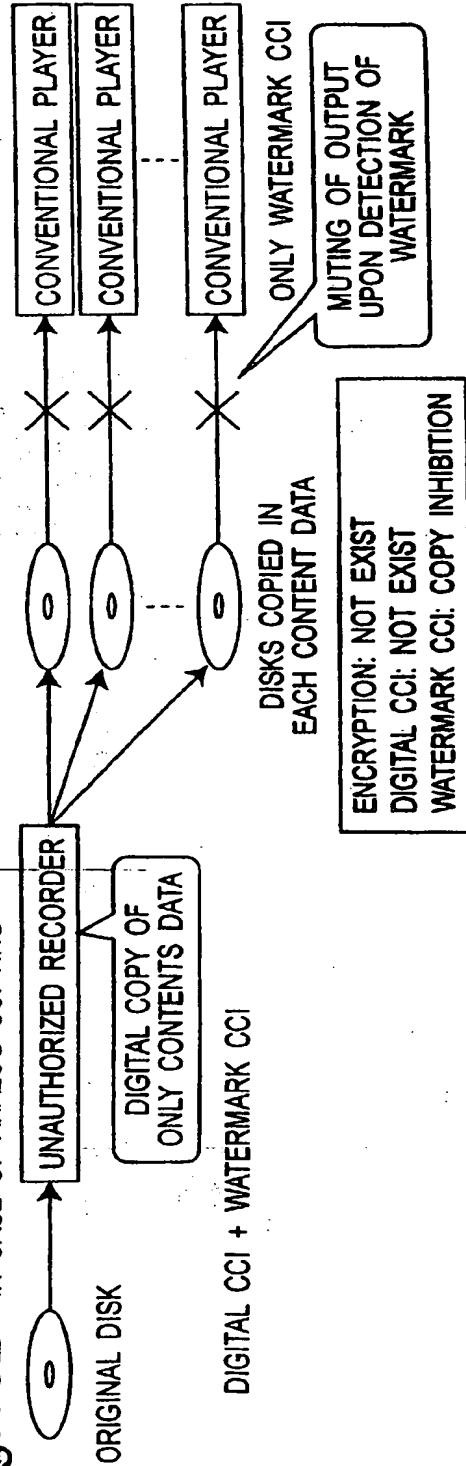 ORIGINAL DISK
UNAUTHORIZED RECORDER
DIGITAL COPY OF
ONLY CONTENTS DATA
DIGITAL CCI + WATERMARK CCI
DISKS COPIED IN
EACH CONTENT DATA
CONVENTIONAL PLAYER
CONVENTIONAL PLAYER
CONVENTIONAL PLAYER
ONLY WATERMARK CCI
MUTING OF OUTPUT
UPON DETECTION OF
WATERMARK
ENCRYPTION: NOT EXIST
DIGITAL CCI: NOT EXIST
WATERMARK CCI: COPY INHIBITION